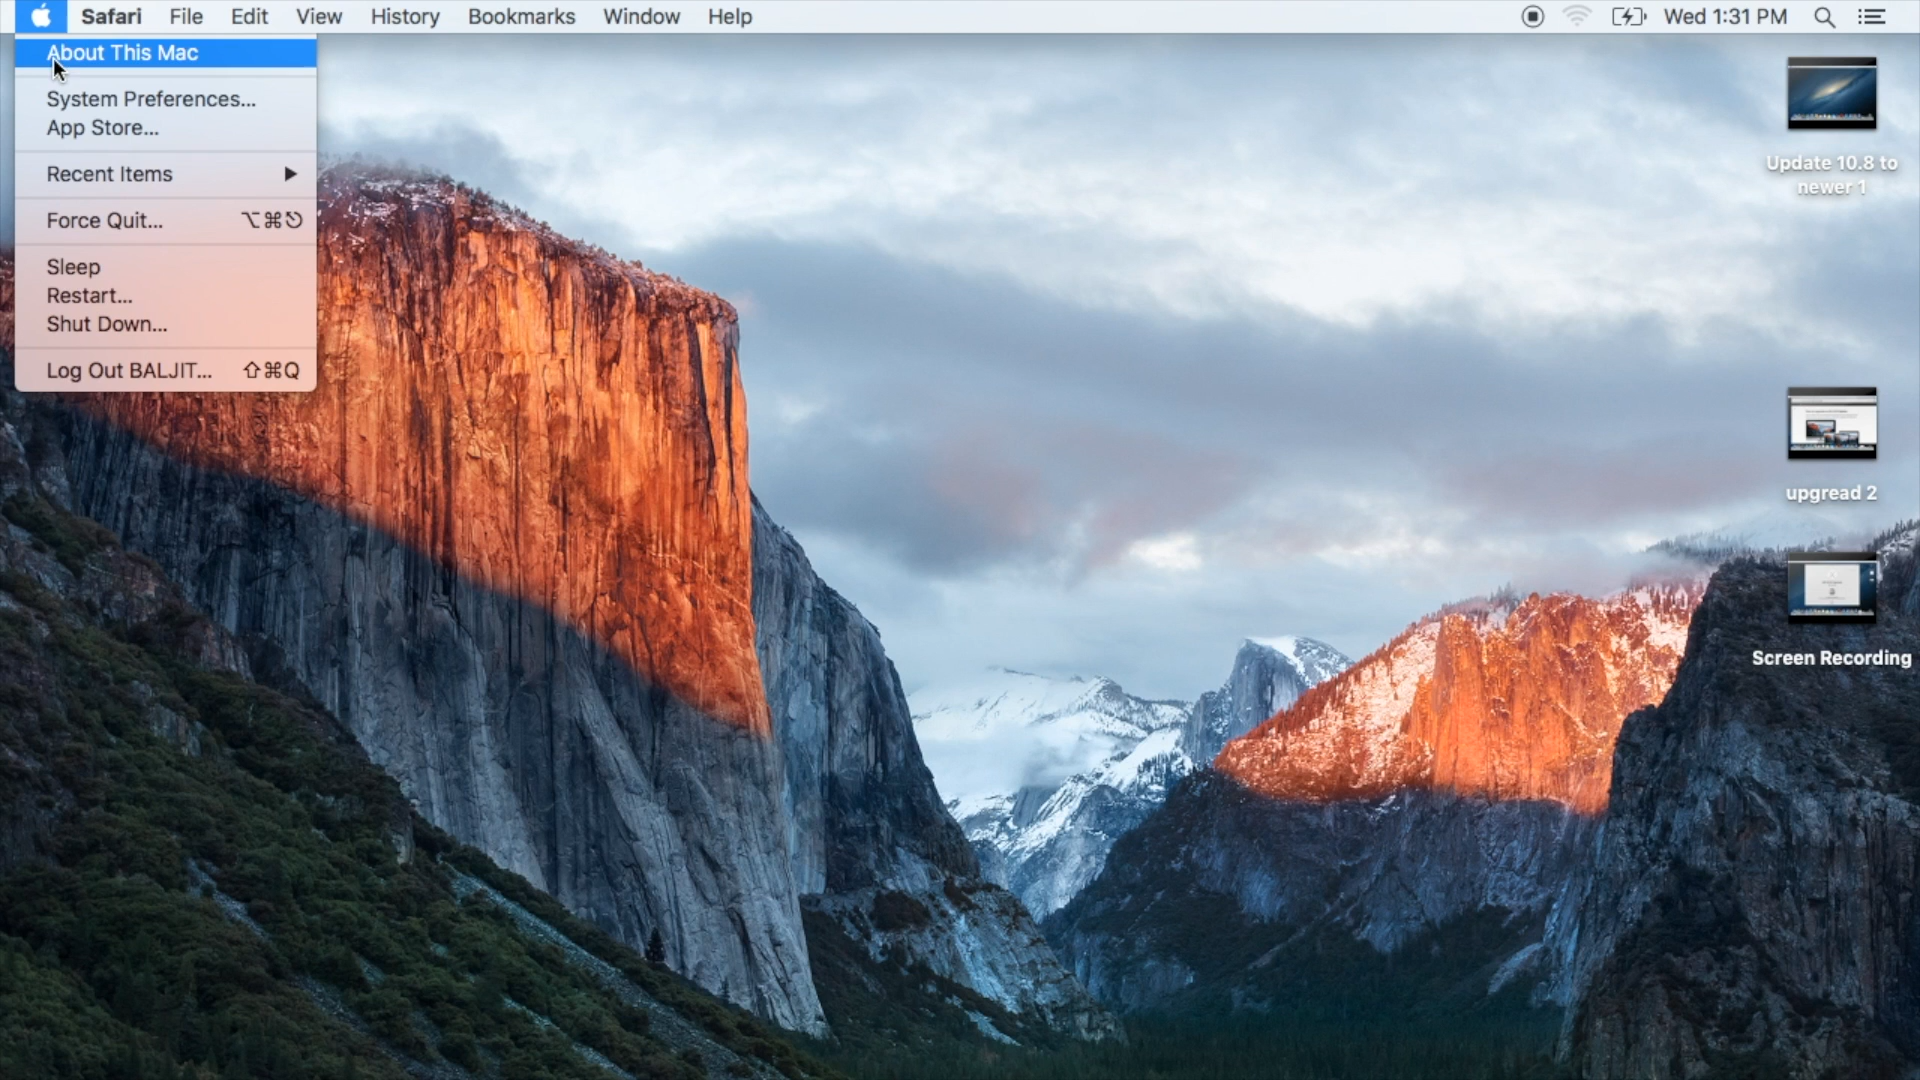 Safari File Edit View History Bookmarks Window Help Wed 1:31 PM
About This Mac
System Preferences...
App Store...
Recent Items
Force Quit... ⌥⌘⎋
Sleep
Restart...
Shut Down...
Log Out BALJIT... ⇧⌘Q
Update 10.8 to
newer 1
upgread 2
Screen Recording